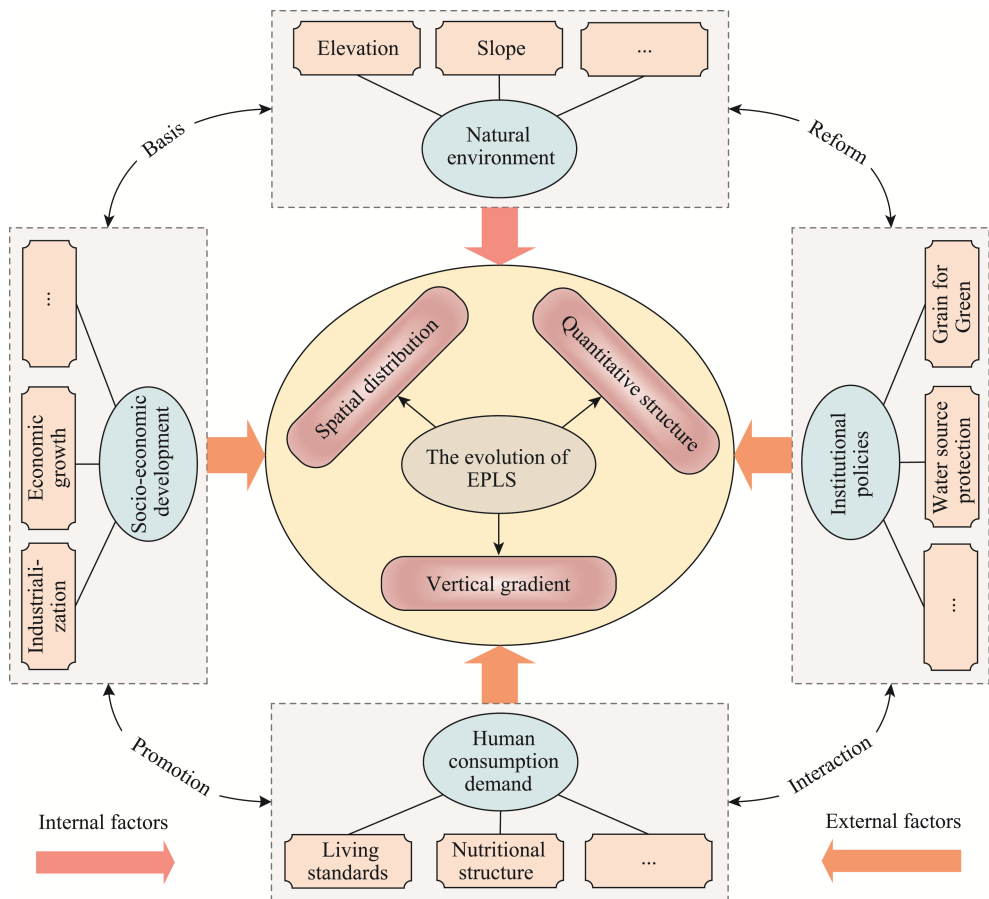 Elevation
Slope
...
Natural
environment
Basis
Reform
...
Economic
growth
Industriali-
zation
Socio-economic
development
Spatial distribution
Quantitative structure
The evolution of
EPLS
Vertical gradient
Institutional
policies
Grain for
Green
Water source
protection
...
Promotion
Interaction
Human
consumption
demand
Living
standards
Nutritional
structure
...
Internal factors
External factors